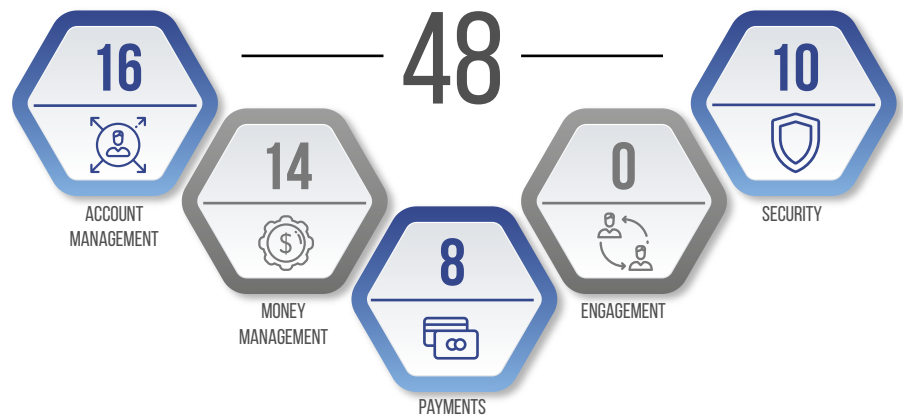 48
16
ACCOUNT
MANAGEMENT
14
$
MONEY
MANAGEMENT
8
PAYMENTS
0
ENGAGEMENT
10
SECURITY